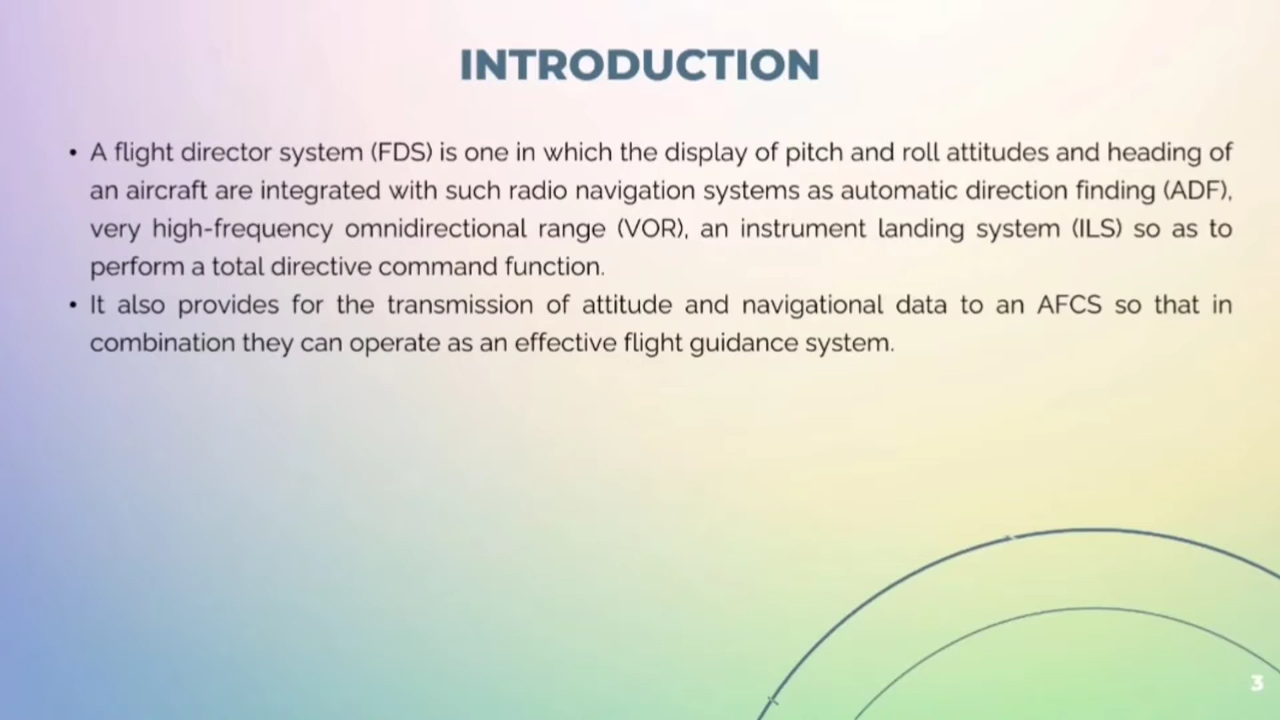 INTRODUCTION
• A flight director system (FDS) is one in which the display of pitch and roll attitudes and heading of
an aircraft are integrated with such radio navigation systems as automatic direction finding (ADF),
very high-frequency omnidirectional range (VOR), an instrument landing system (ILS) so as to
perform a total directive command function.
• It also provides for the transmission of attitude and navigational data to an AFCS so that in
combination they can operate as an effective flight guidance system.
3